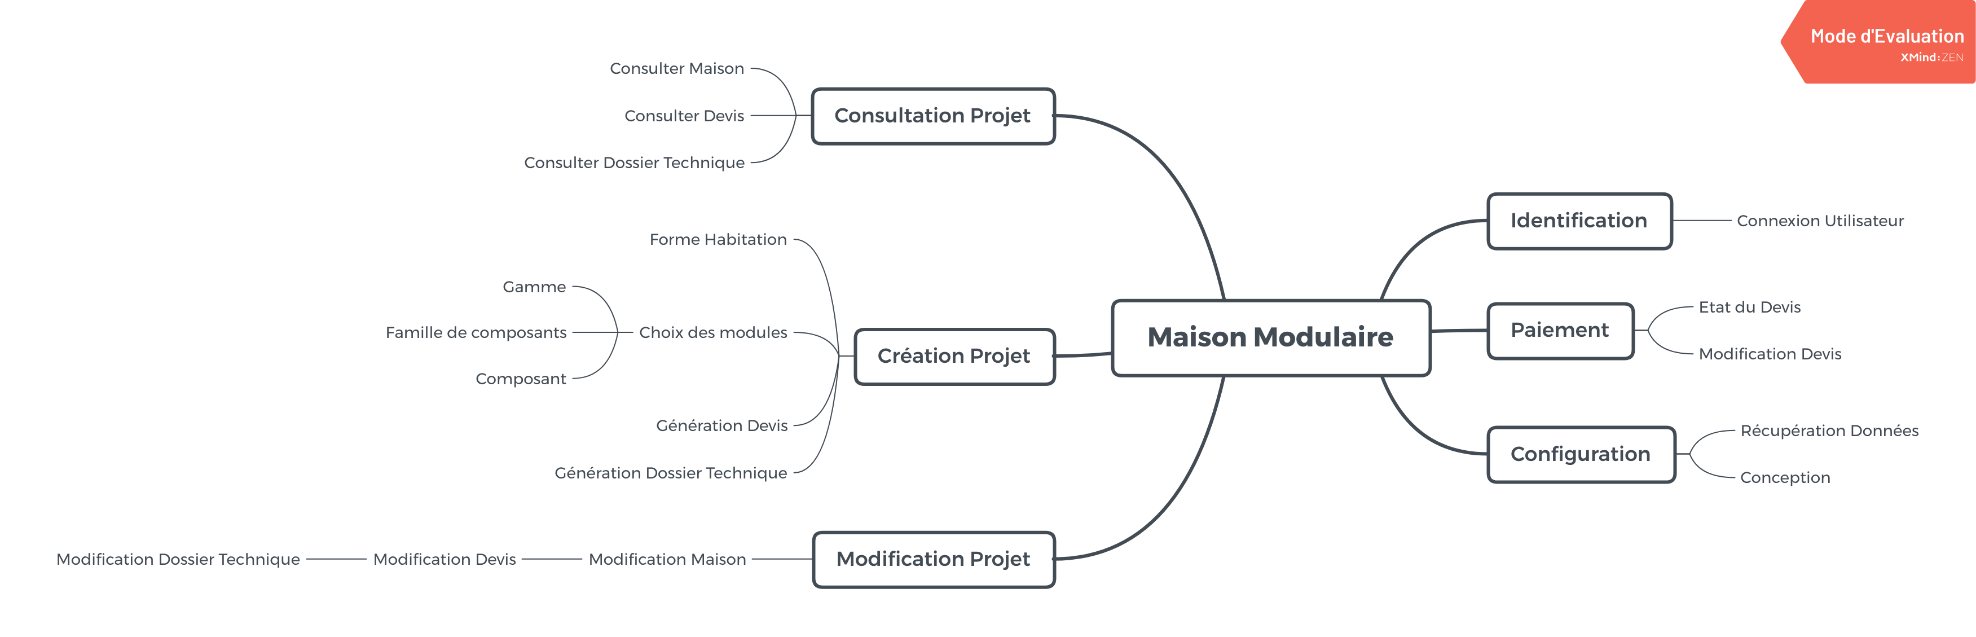 Mode d'Evaluation
XMind:ZEN
Consulter Maison
Consulter Devis
Consulter Dossier Technique
Consultation Projet
Forme Habitation
Gamme
Famille de composants
Composant
Choix des modules
Génération Devis
Génération Dossier Technique
Création Projet
Modification Dossier Technique
Modification Devis
Modification Maison
Modification Projet
Maison Modulaire
Identification
Connexion Utilisateur
Paiement
Etat du Devis
Modification Devis
Configuration
Récupération Données
Conception